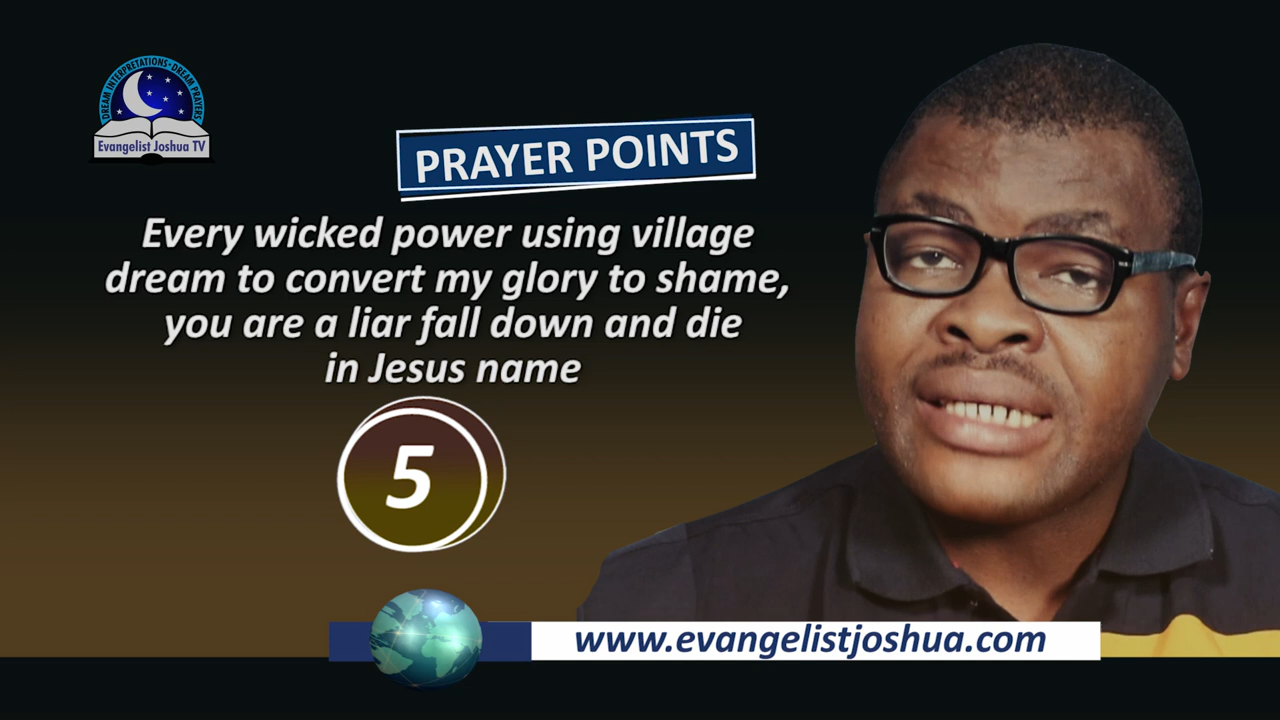 DREAM INTERPRETATIONS-DREAM PRAYERS
Evangelist Joshua TV
PRAYER POINTS
Every wicked power using village
dream to convert my glory to shame,
you are a liar fall down and die
in Jesus name
5
www.evangelistjoshua.com